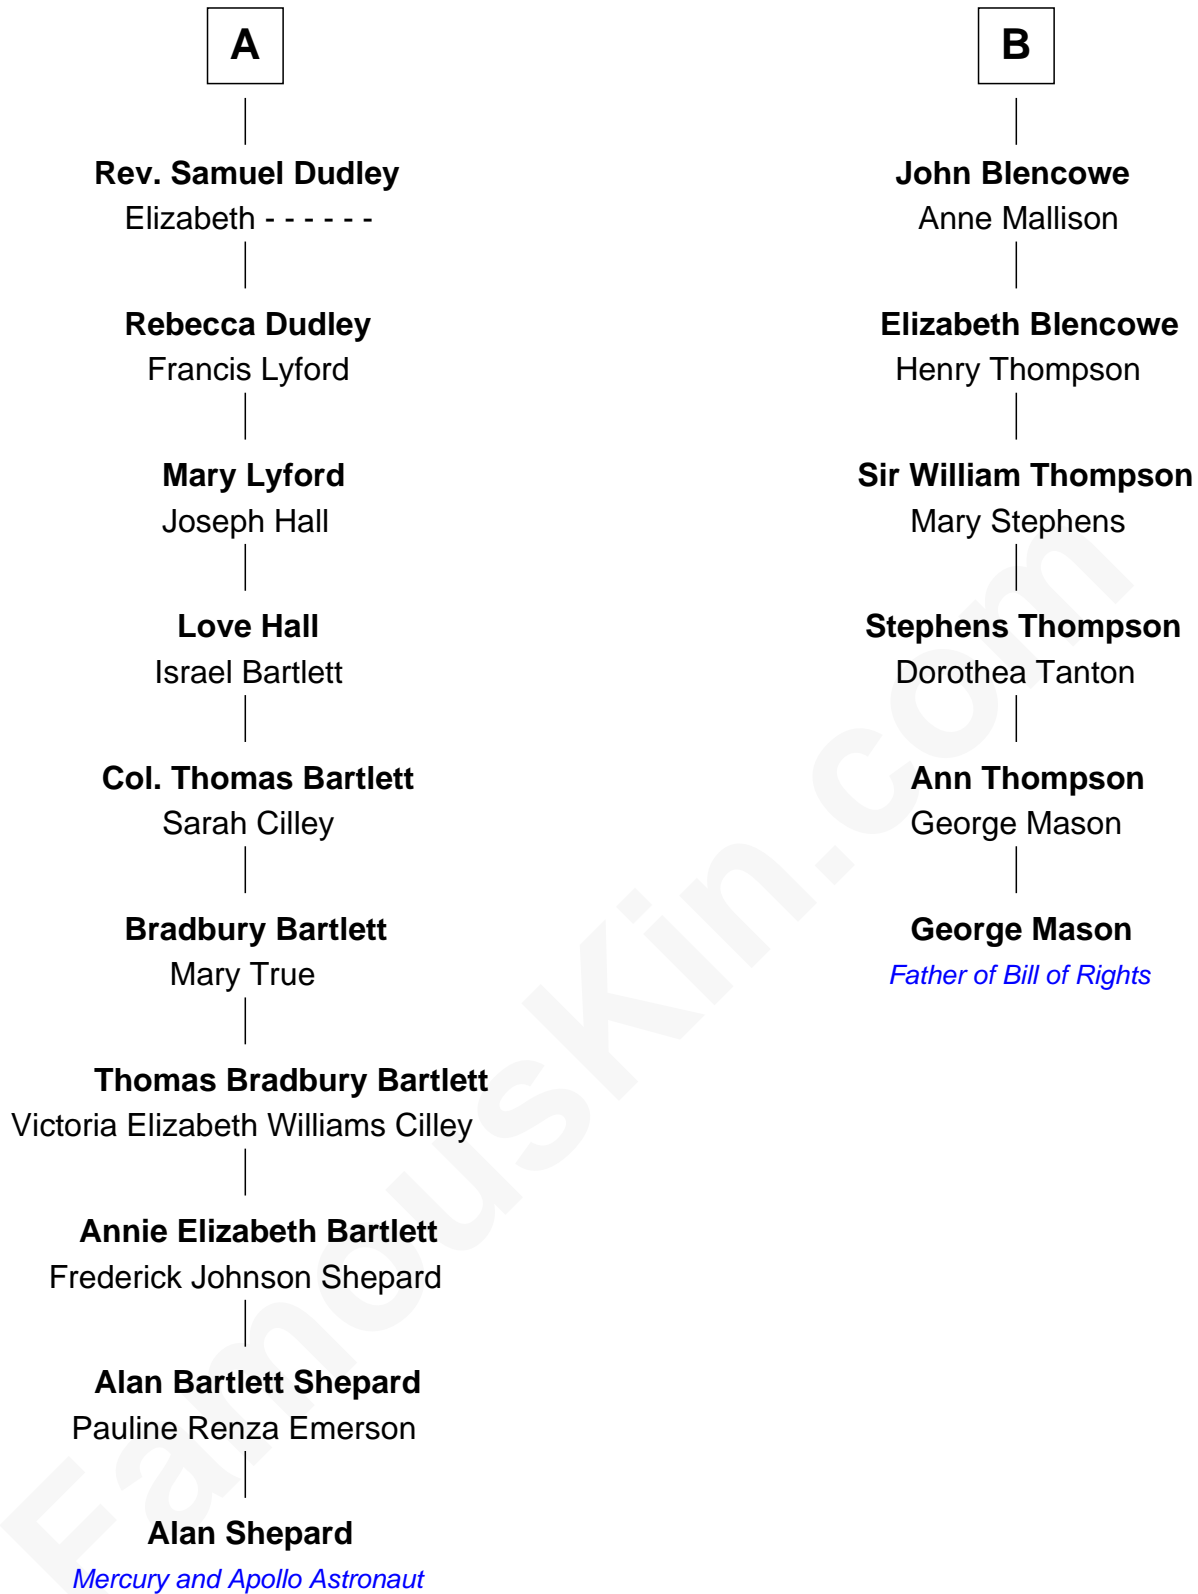 A
Rev. Samuel Dudley
Elizabeth - - - - - -
Rebecca Dudley
Francis Lyford
Mary Lyford
Joseph Hall
Love Hall
Israel Bartlett
Col. Thomas Bartlett
Sarah Cilley
Bradbury Bartlett
Mary True
Thomas Bradbury Bartlett
Victoria Elizabeth Williams Cilley
Annie Elizabeth Bartlett
Frederick Johnson Shepard
Alan Bartlett Shepard
Pauline Renza Emerson
Alan Shepard
Mercury and Apollo Astronaut
B
John Blencowe
Anne Mallison
Elizabeth Blencowe
Henry Thompson
Sir William Thompson
Mary Stephens
Stephens Thompson
Dorothea Tanton
Ann Thompson
George Mason
George Mason
Father of Bill of Rights
FamousKin.com